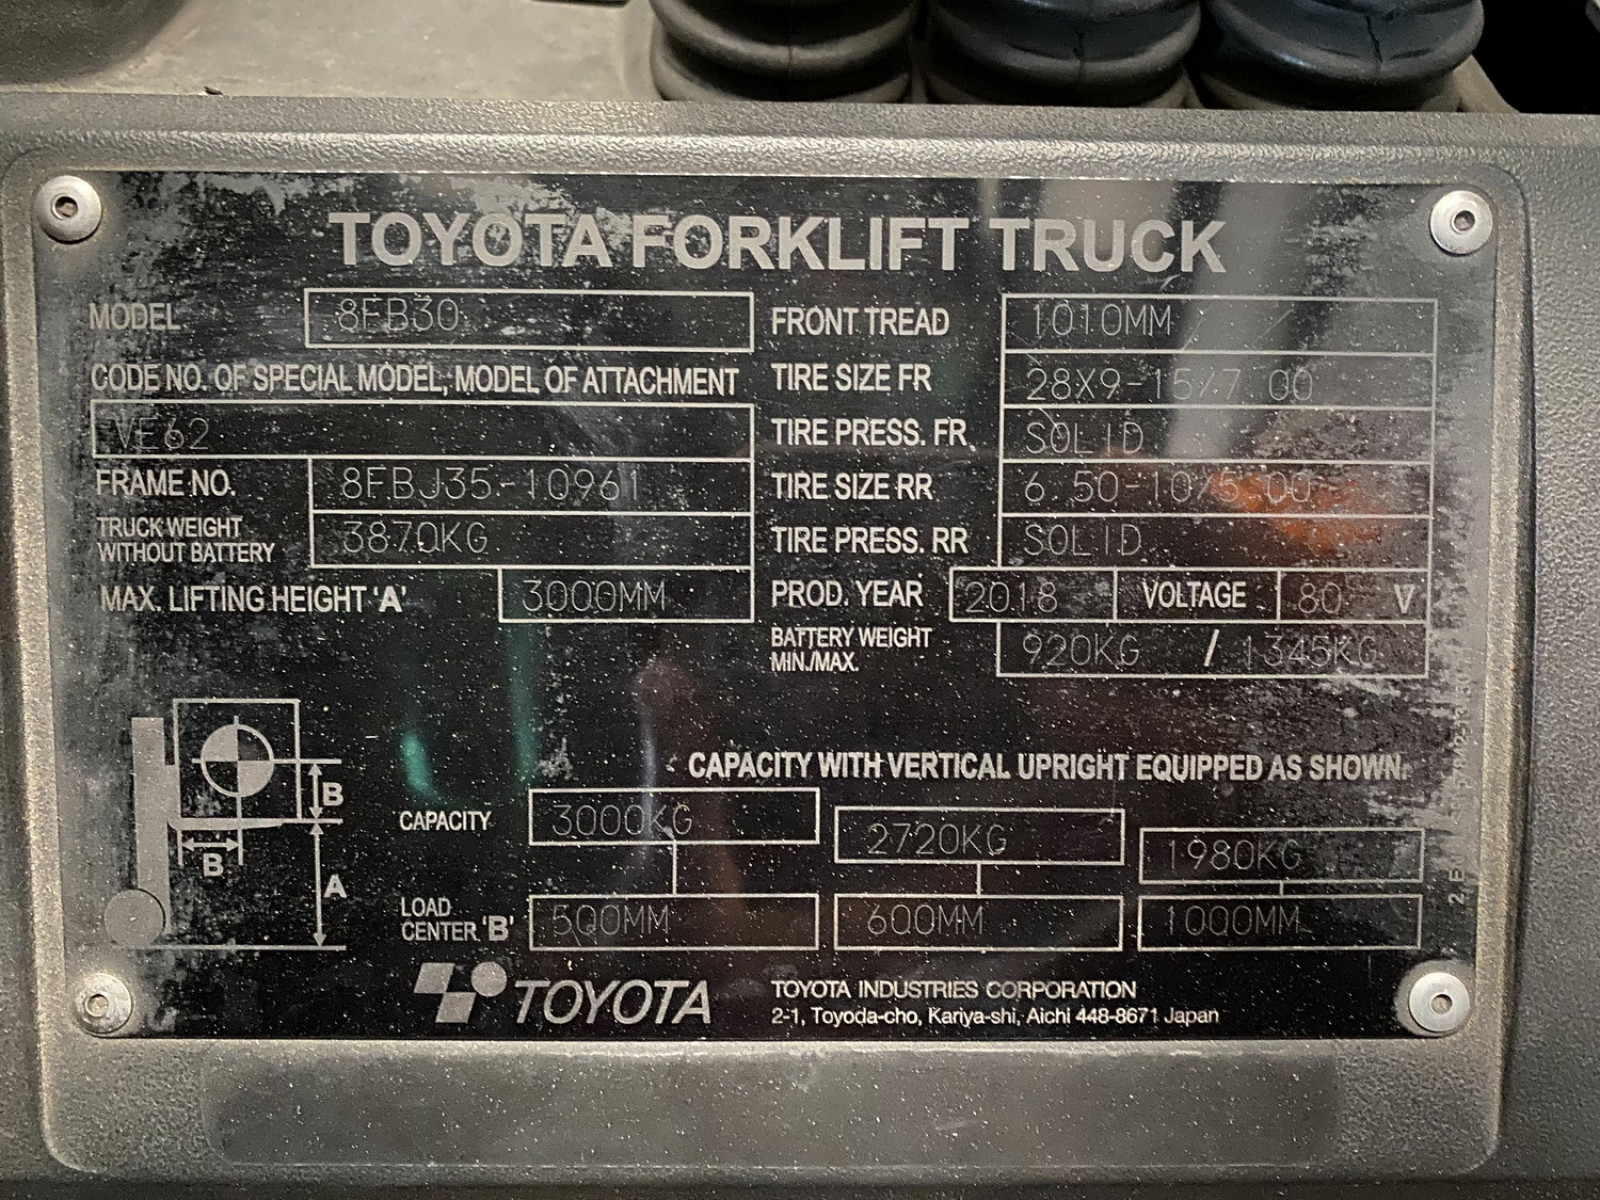 TOYOTA FORKLIFT TRUCK
MODEL 8FB30
CODE NO. OF SPECIAL MODEL, MODEL OF ATTACHMENT
VE62
FRAME NO. 8FBJ35-10961
TRUCK WEIGHT
WITHOUT BATTERY 3870KG
MAX. LIFTING HEIGHT 'A' 3000MM
FRONT TREAD 1010MM
TIRE SIZE FR 28X9-15/7.00
TIRE PRESS. FR SOLID
TIRE SIZE RR 6.50-10/5.00
TIRE PRESS. RR SOLID
PROD. YEAR 2018 VOLTAGE 80 V
BATTERY WEIGHT
MIN./MAX. 920KG / 1345KG
B
B
A
CAPACITY WITH VERTICAL UPRIGHT EQUIPPED AS SHOWN.
CAPACITY 3000KG 2720KG 1980KG
LOAD
CENTER 'B' 500MM 600MM 1000MM
TOYOTA
TOYOTA INDUSTRIES CORPORATION
2-1, Toyoda-cho, Kariya-shi, Aichi 448-8671 Japan